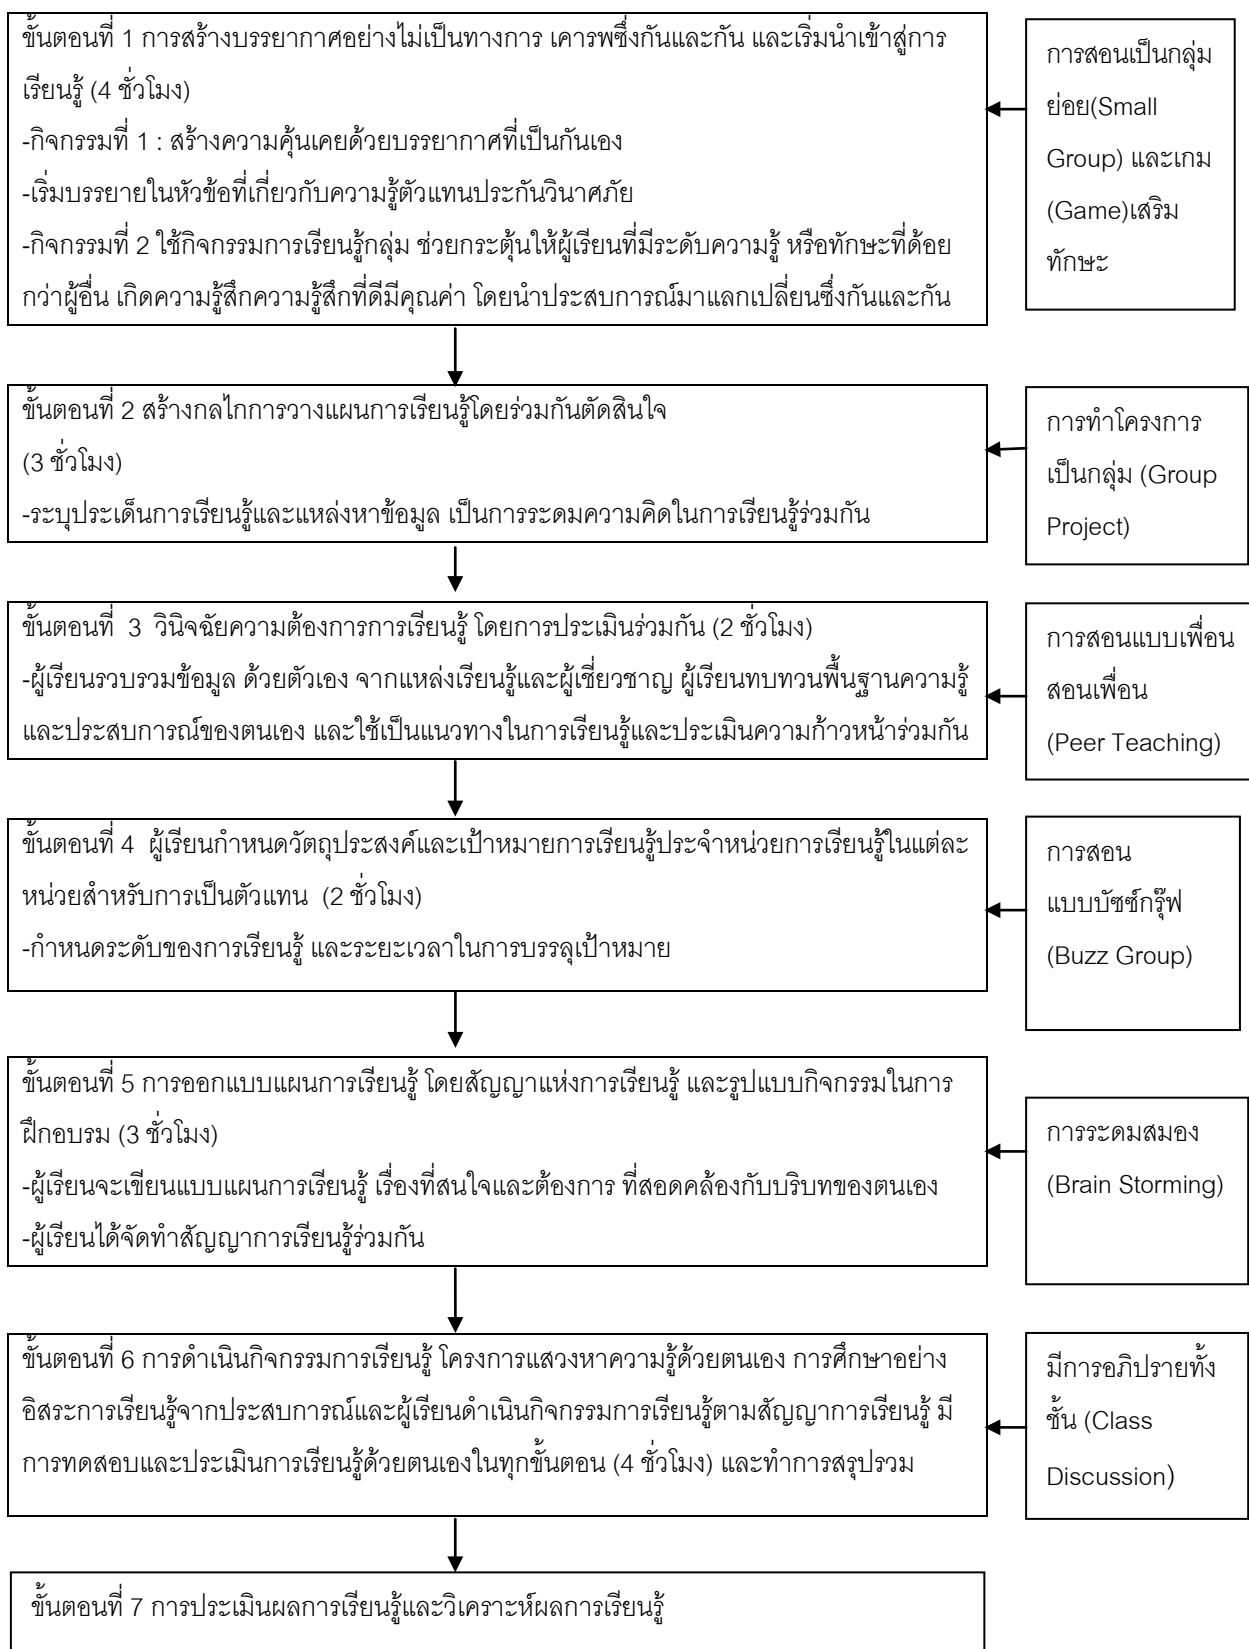 ขั้นตอนที่ 1 การสร้างบรรยากาศอย่างไม่เป็นทางการ เคารพซึ่งกันและกัน และเริ่มนำเข้าสู่การ
เรียนรู้ (4 ชั่วโมง)
-กิจกรรมที่ 1 : สร้างความคุ้นเคยด้วยบรรยากาศที่เป็นกันเอง
-เริ่มบรรยายในหัวข้อที่เกี่ยวกับความรู้ตัวแทนประกันวินาศภัย
-กิจกรรมที่ 2 ใช้กิจกรรมการเรียนรู้กลุ่ม ช่วยกระตุ้นให้ผู้เรียนที่มีระดับความรู้ หรือทักษะที่ด้อย
กว่าผู้อื่น เกิดความรู้สึกความรู้สึกที่ดีมีคุณค่า โดยนำประสบการณ์มาแลกเปลี่ยนซึ่งกันและกัน
การสอนเป็นกลุ่ม
ย่อย(Small
Group) และเกม
(Game)เสริม
ทักษะ
ขั้นตอนที่ 2 สร้างกลไกการวางแผนการเรียนรู้โดยร่วมกันตัดสินใจ
(3 ชั่วโมง)
-ระบุประเด็นการเรียนรู้และแหล่งหาข้อมูล เป็นการระดมความคิดในการเรียนรู้ร่วมกัน
การทำโครงการ
เป็นกลุ่ม (Group
Project)
ขั้นตอนที่ 3 วินิจฉัยความต้องการการเรียนรู้ โดยการประเมินร่วมกัน (2 ชั่วโมง)
-ผู้เรียนรวบรวมข้อมูล ด้วยตัวเอง จากแหล่งเรียนรู้และผู้เชี่ยวชาญ ผู้เรียนทบทวนพื้นฐานความรู้
และประสบการณ์ของตนเอง และใช้เป็นแนวทางในการเรียนรู้และประเมินความก้าวหน้าร่วมกัน
การสอนแบบเพื่อน
สอนเพื่อน
(Peer Teaching)
ขั้นตอนที่ 4 ผู้เรียนกำหนดวัตถุประสงค์และเป้าหมายการเรียนรู้ประจำหน่วยการเรียนรู้ในแต่ละ
หน่วยสำหรับการเป็นตัวแทน (2 ชั่วโมง)
-กำหนดระดับของการเรียนรู้ และระยะเวลาในการบรรลุเป้าหมาย
การสอน
แบบบัซซ์กรุ๊ฟ
(Buzz Group)
ขั้นตอนที่ 5 การออกแบบแผนการเรียนรู้ โดยสัญญาแห่งการเรียนรู้ และรูปแบบกิจกรรมในการ
ฝึกอบรม (3 ชั่วโมง)
-ผู้เรียนจะเขียนแบบแผนการเรียนรู้ เรื่องที่สนใจและต้องการ ที่สอดคล้องกับบริบทของตนเอง
-ผู้เรียนได้จัดทำสัญญาการเรียนรู้ร่วมกัน
การระดมสมอง
(Brain Storming)
ขั้นตอนที่ 6 การดำเนินกิจกรรมการเรียนรู้ โครงการแสวงหาความรู้ด้วยตนเอง การศึกษาอย่าง
อิสระการเรียนรู้จากประสบการณ์และผู้เรียนดำเนินกิจกรรมการเรียนรู้ตามสัญญาการเรียนรู้ มี
การทดสอบและประเมินการเรียนรู้ด้วยตนเองในทุกขั้นตอน (4 ชั่วโมง) และทำการสรุปรวม
มีการอภิปรายทั้ง
ชั้น (Class
Discussion)
ขั้นตอนที่ 7 การประเมินผลการเรียนรู้และวิเคราะห์ผลการเรียนรู้